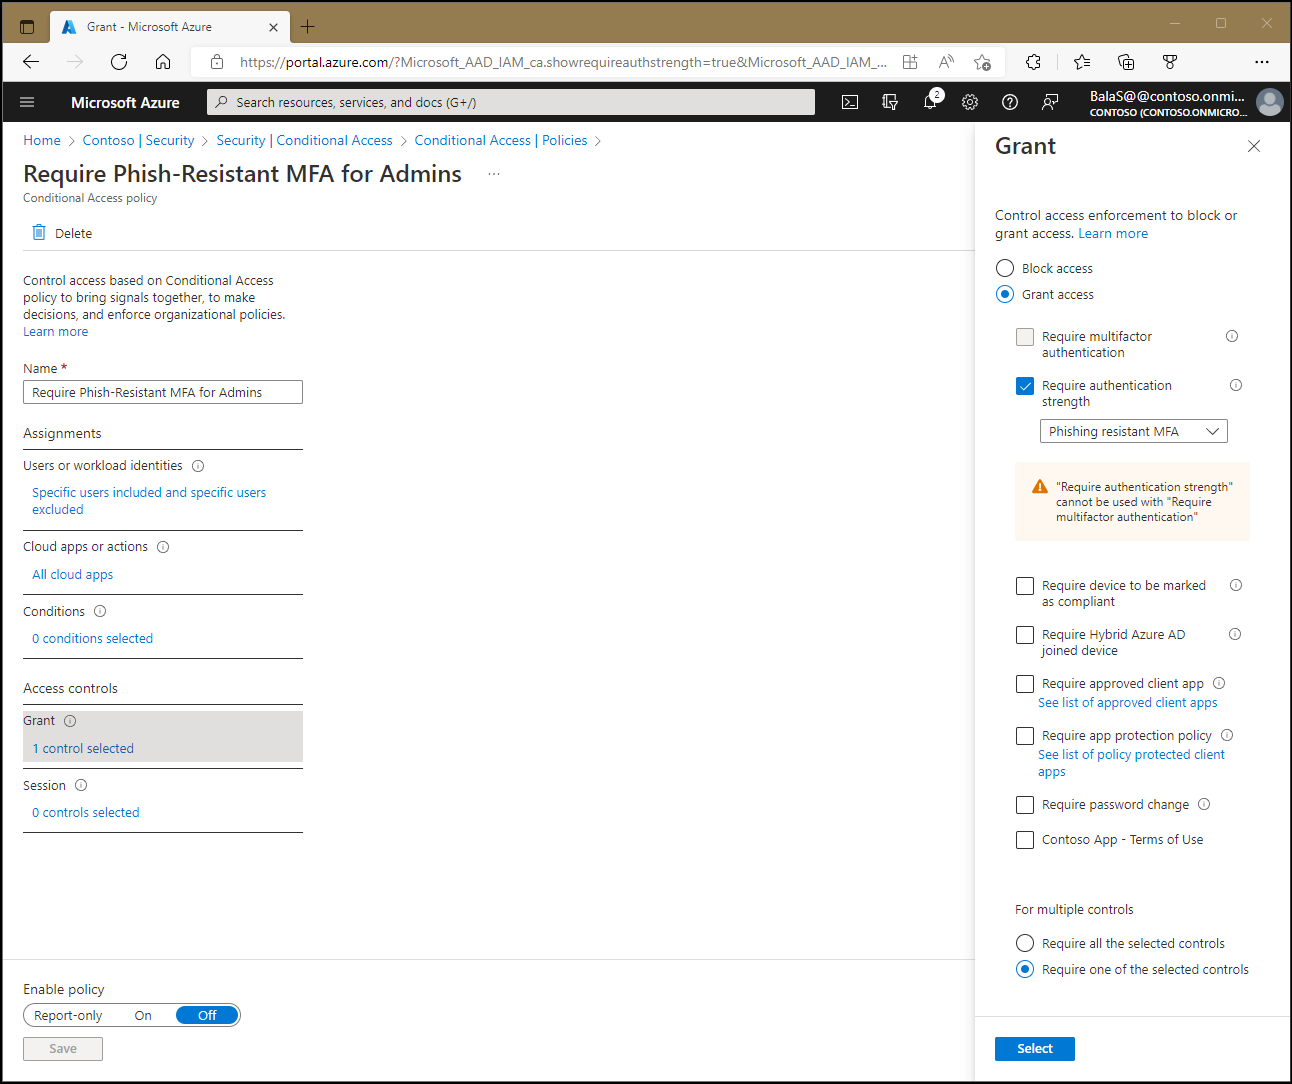 Grant - Microsoft Azure
https://portal.azure.com/?Microsoft_AAD_IAM_ca.showrequireauthstrength=true&Microsoft_AAD_IAM_...
Microsoft Azure
Search resources, services, and docs (G+/)
2
BalaS@@contoso.onmi...
CONTOSO (CONTOSO.ONMICRO...
Home > Contoso | Security > Security | Conditional Access > Conditional Access | Policies >
Require Phish-Resistant MFA for Admins ...
Conditional Access policy
Delete
Control access based on Conditional Access
policy to bring signals together, to make
decisions, and enforce organizational policies.
Learn more
Name *
Require Phish-Resistant MFA for Admins
Assignments
Users or workload identities
Specific users included and specific users
excluded
Cloud apps or actions
All cloud apps
Conditions
0 conditions selected
Access controls
Grant
1 control selected
Session
0 controls selected
Enable policy
Report-only On Off
Save
Grant
Control access enforcement to block or
grant access. Learn more
Block access
Grant access
Require multifactor
authentication
Require authentication
strength
Phishing resistant MFA
"Require authentication strength"
cannot be used with "Require
multifactor authentication"
Require device to be marked
as compliant
Require Hybrid Azure AD
joined device
Require approved client app
See list of approved client apps
Require app protection policy
See list of policy protected client
apps
Require password change
Contoso App - Terms of Use
For multiple controls
Require all the selected controls
Require one of the selected controls
Select